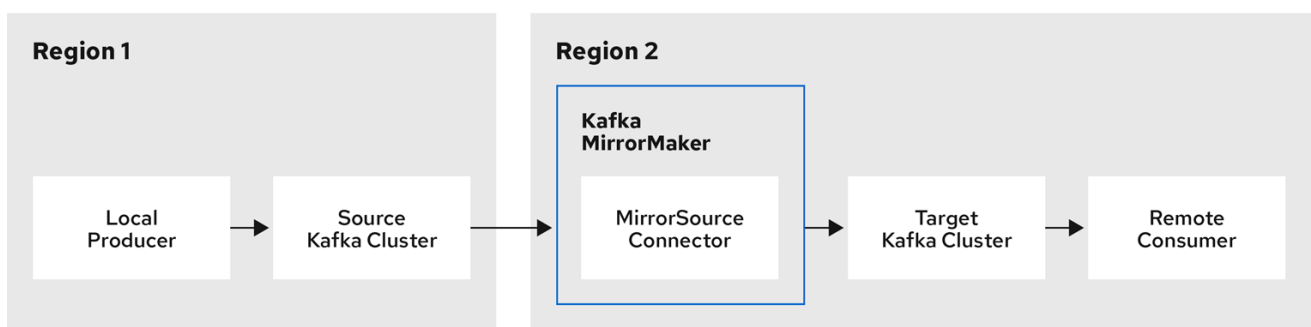 Region 1
Local
Producer
Source
Kafka Cluster
Region 2
Kafka
MirrorMaker
MirrorSource
Connector
Target
Kafka Cluster
Remote
Consumer